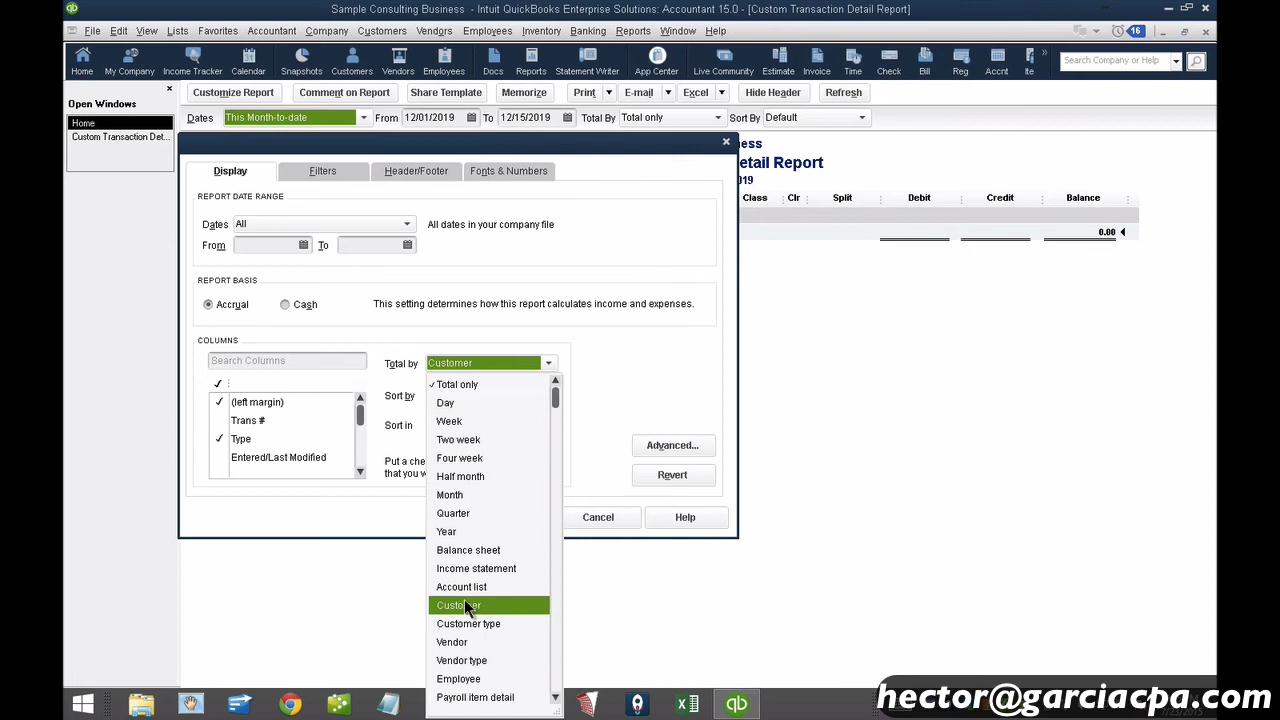 Sample Consulting Business - Intuit QuickBooks Enterprise Solutions: Accountant 15.0 - [Custom Transaction Detail Report]
File Edit View Lists Favorites Accountant Company Customers Vendors Employees Inventory Banking Reports Window Help 16
Home My Company Income Tracker Calendar Snapshots Customers Vendors Employees Docs Reports Statement Writer App Center Live Community Estimate Invoice Time Check Bill Reg Accnt Ite
Search Company or Help
Open Windows
Home
Custom Transaction Det...
Customize Report Comment on Report Share Template Memorize Print E-mail Excel Hide Header Refresh
Dates This Month-to-date From 12/01/2019 To 12/15/2019 Total By Total only Sort By Default
ess
etail Report
019
Class Clr Split Debit Credit Balance
0.00
Display Filters Header/Footer Fonts & Numbers
REPORT DATE RANGE
Dates All All dates in your company file
From To
REPORT BASIS
Accrual Cash This setting determines how this report calculates income and expenses.
COLUMNS
Search Columns
(left margin)
Trans #
Type
Entered/Last Modified
Total by Customer
Sort by
Sort in
Put a che
that you w
Total only
Day
Week
Two week
Four week
Half month
Month
Quarter
Year
Balance sheet
Income statement
Account list
Customer
Customer type
Vendor
Vendor type
Employee
Payroll item detail
Advanced...
Revert
Cancel Help
hector@garciacpa.com